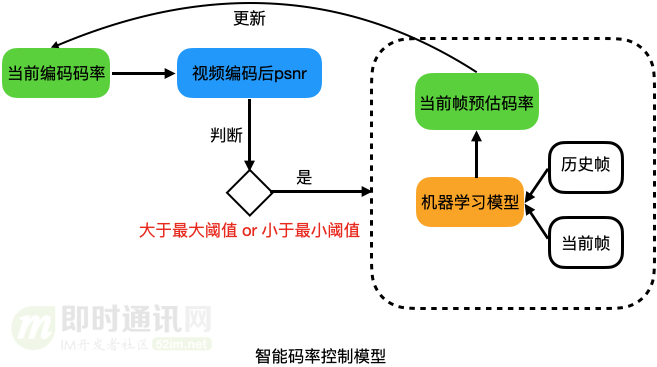 更新
当前编码码率
视频编码后psnr
当前帧预估码率
判断
是
历史帧
机器学习模型
大于最大阈值 or 小于最小阈值
当前帧
即时通讯网
IM开发者社区 52im.net
智能码率控制模型